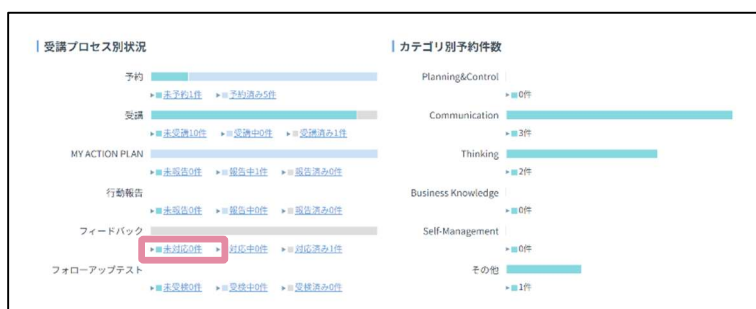 受講プロセス別状況
予約
未予約1件 予約済み5件
受講
未受講10件 受講中0件 受講済み1件
MY ACTION PLAN
未報告0件 報告中1件 報告済み0件
行動報告
未報告0件 報告中0件 報告済み0件
フィードバック
未対応0件 対応中0件 対応済み1件
フォローアップテスト
未受検0件 受検中0件 受検済み0件
カテゴリ別予約件数
Planning&Control
0件
Communication
3件
Thinking
2件
Business Knowledge
0件
Self-Management
0件
その他
1件